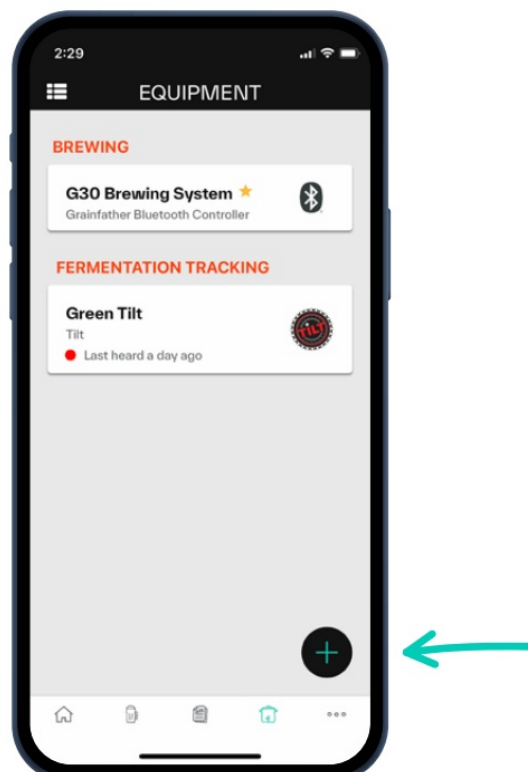 2:29
EQUIPMENT
BREWING
G30 Brewing System
Grainfather Bluetooth Controller
FERMENTATION TRACKING
Green Tilt
Tilt
TILT
Last heard a day ago